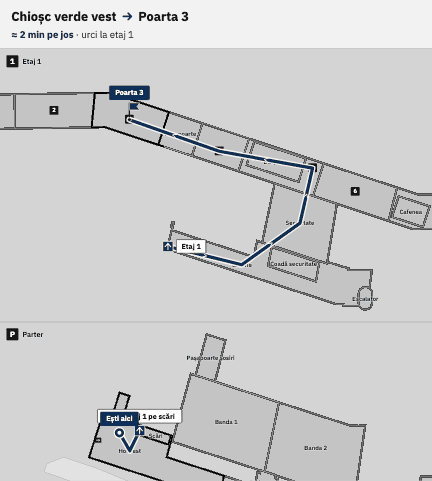 Chioșc verde vest → Poarta 3
≈ 2 min pe jos · urci la etaj 1
1 Etaj 1
Poarta 3
2
6
Cafenea
Securitate
Etaj 1
Coadă securitate
Escalator
P Parter
Pașapoarte sosiri
Banda 1
Banda 2
1 pe scări
Ești aici
Scări